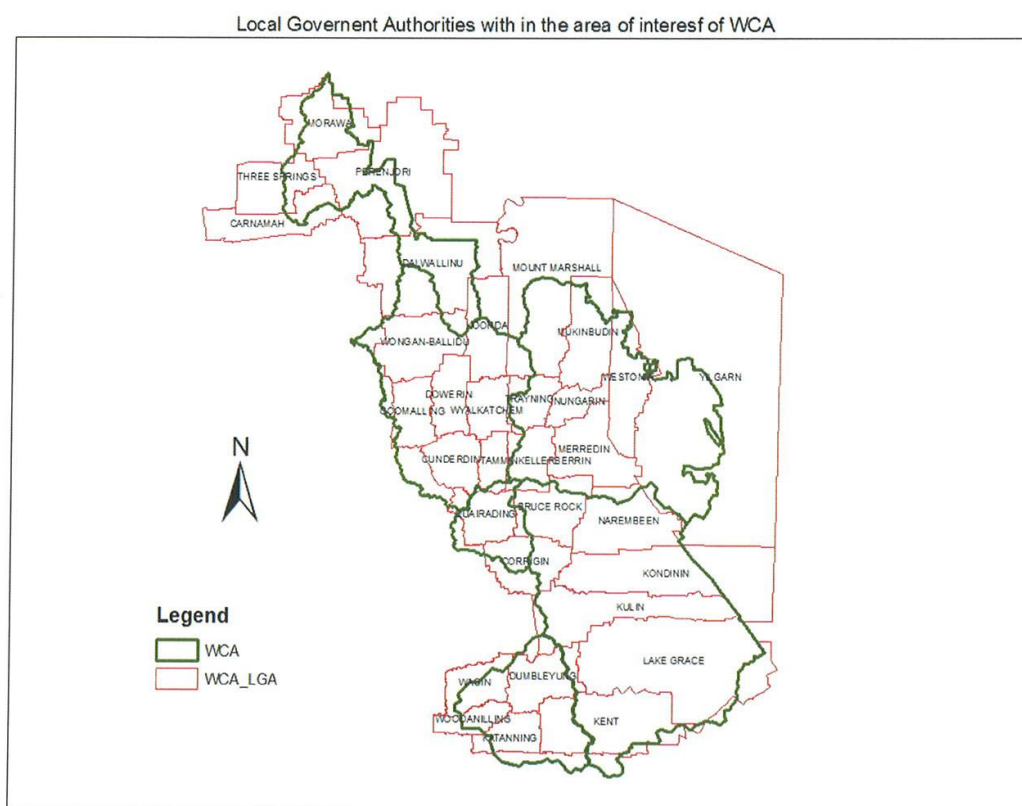 Local Governent Authorities with in the area of interesf of WCA
MORAWA
THREE SPRINGS
PERENJORI
CARNAMAH
DALWALLINU
MOUNT MARSHALL
KOORDA
MUKINBUDIN
WONGAN-BALLIDU
WESTONIA
YILGARN
DOWERIN
TRAYNING
NUNGARIN
GOOMALLING
WYALKATCHEM
MERREDIN
CUNDERDIN
TAMMIN
KELLERBERRIN
N
QUAIRADING
BRUCE ROCK
NAREMBEEN
CORRIGIN
KONDININ
KULIN
Legend
WCA
WCA_LGA
LAKE GRACE
WAGIN
DUMBLEYUNG
WOODANILLING
KENT
KATANNING